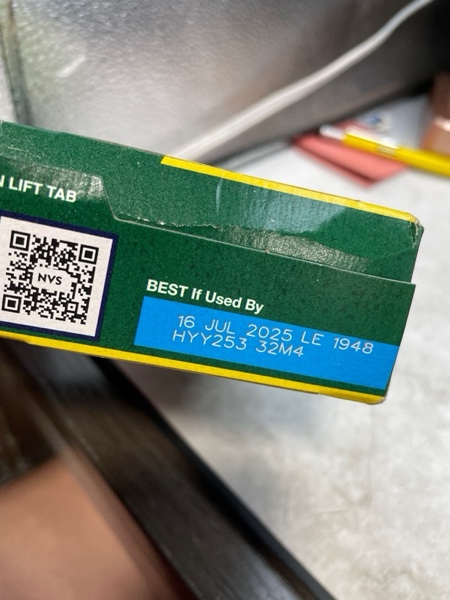 LIFT TAB
NVS
BEST If Used By
16 JUL 2025 LE 1948
HYY253 32M4